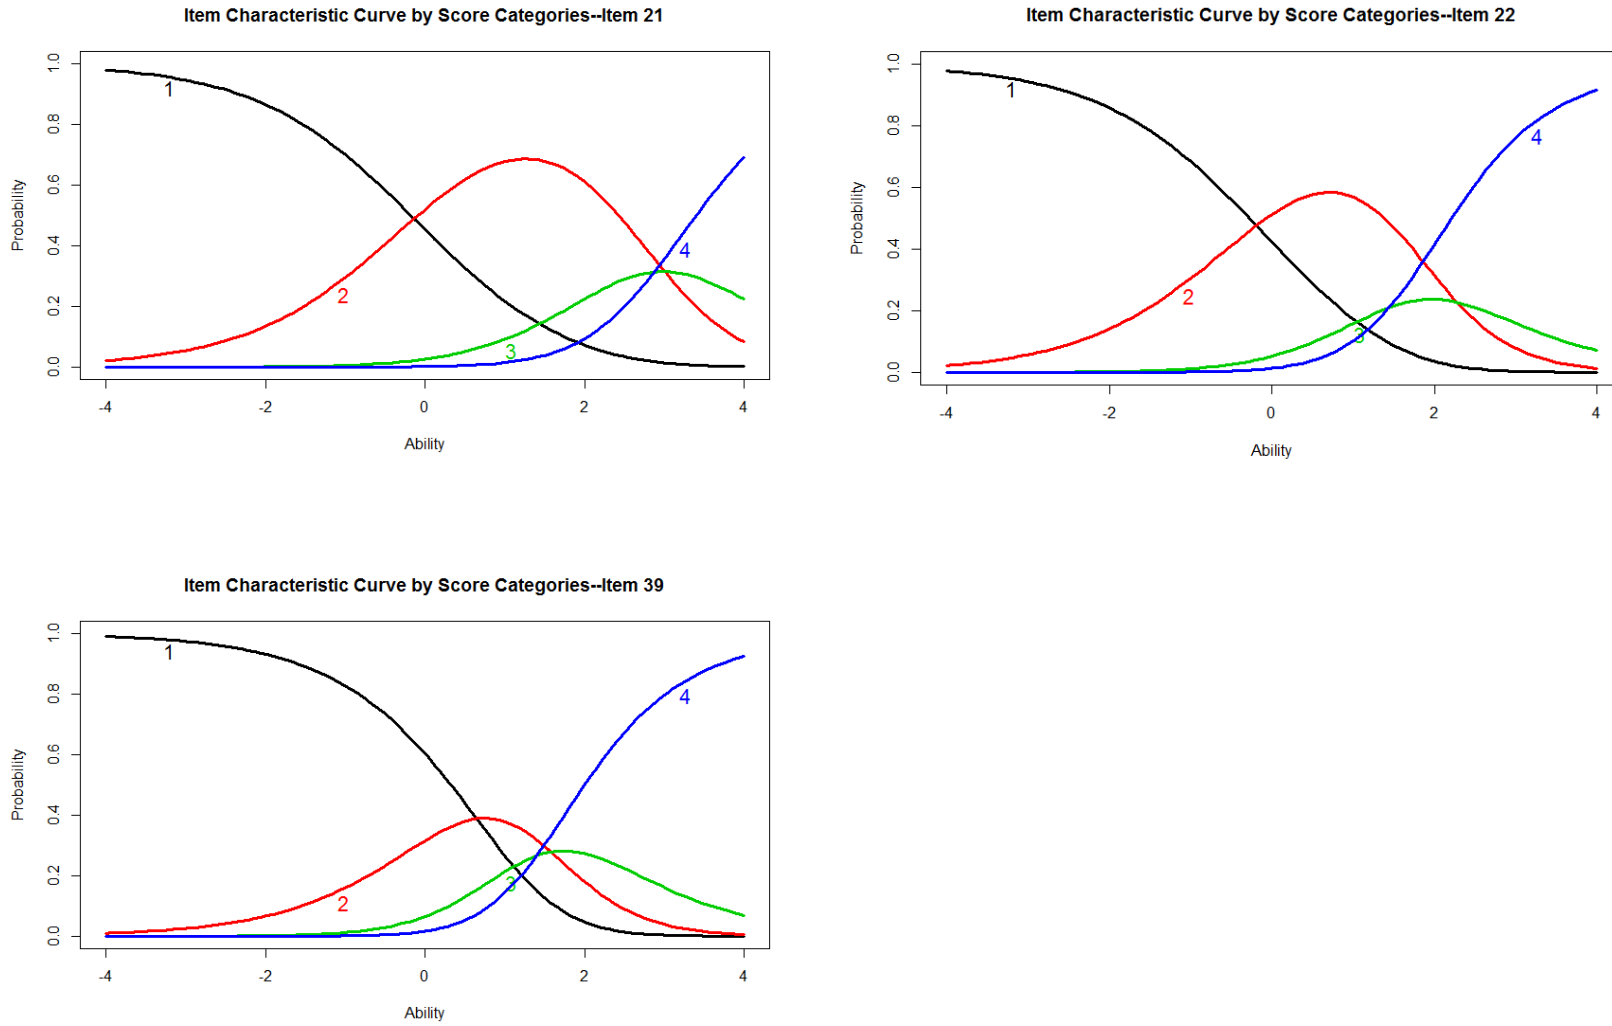 Item Characteristic Curve by Score Categories--Item 21
Probability
0.0 0.2 0.4 0.6 0.8 1.0
1
2
3
4
-4 -2 0 2 4
Ability
Item Characteristic Curve by Score Categories--Item 22
Probability
0.0 0.2 0.4 0.6 0.8 1.0
1
2
3
4
-4 -2 0 2 4
Ability
Item Characteristic Curve by Score Categories--Item 39
Probability
0.0 0.2 0.4 0.6 0.8 1.0
1
2
3
4
-4 -2 0 2 4
Ability